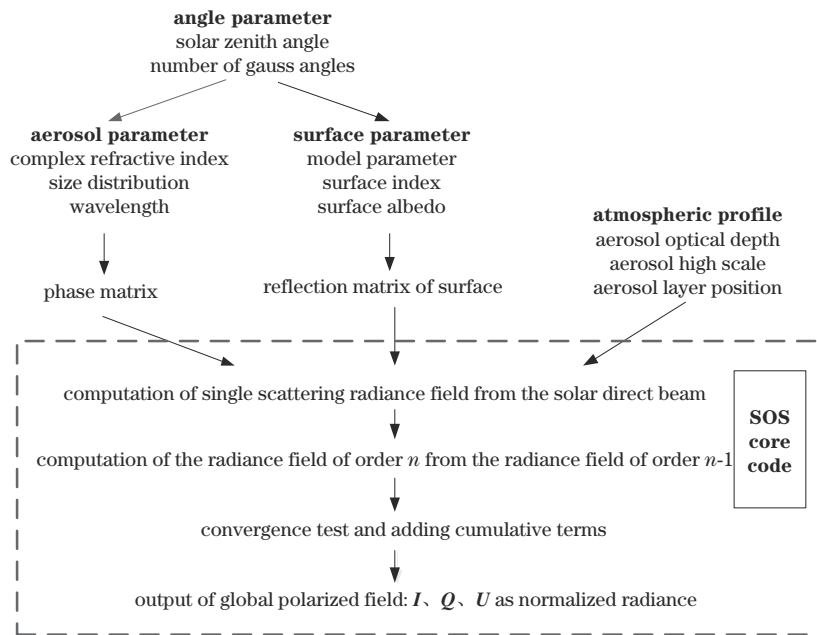 angle parameter
solar zenith angle
number of gauss angles
aerosol parameter
complex refractive index
size distribution
wavelength
surface parameter
model parameter
surface index
surface albedo
atmospheric profile
aerosol optical depth
aerosol high scale
aerosol layer position
phase matrix
reflection matrix of surface
computation of single scattering radiance field from the solar direct beam
computation of the radiance field of order n from the radiance field of order n-1
convergence test and adding cumulative terms
output of global polarized field: I、Q、U as normalized radiance
SOS
core
code